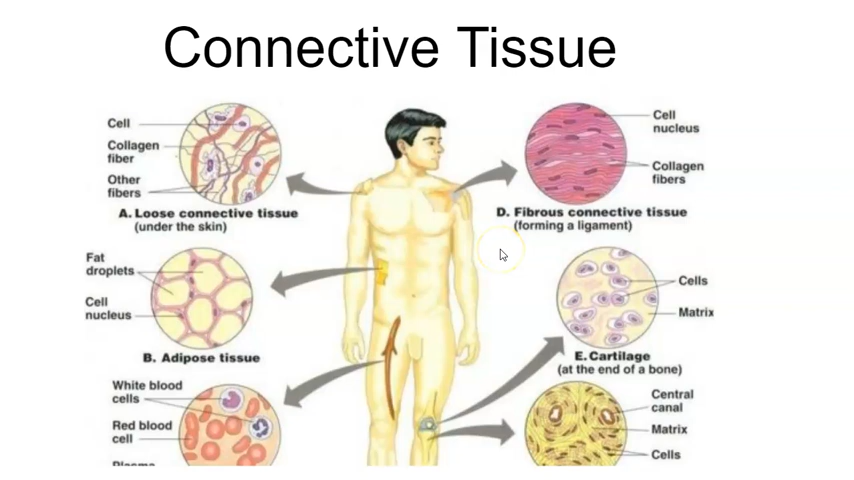 Connective Tissue
Cell
Collagen
fiber
Other
fibers
A. Loose connective tissue
(under the skin)
Cell
nucleus
Collagen
fibers
D. Fibrous connective tissue
(forming a ligament)
Fat
droplets
Cell
nucleus
B. Adipose tissue
Cells
Matrix
E. Cartilage
(at the end of a bone)
White blood
cells
Red blood
cell
Plasma
Central
canal
Matrix
Cells